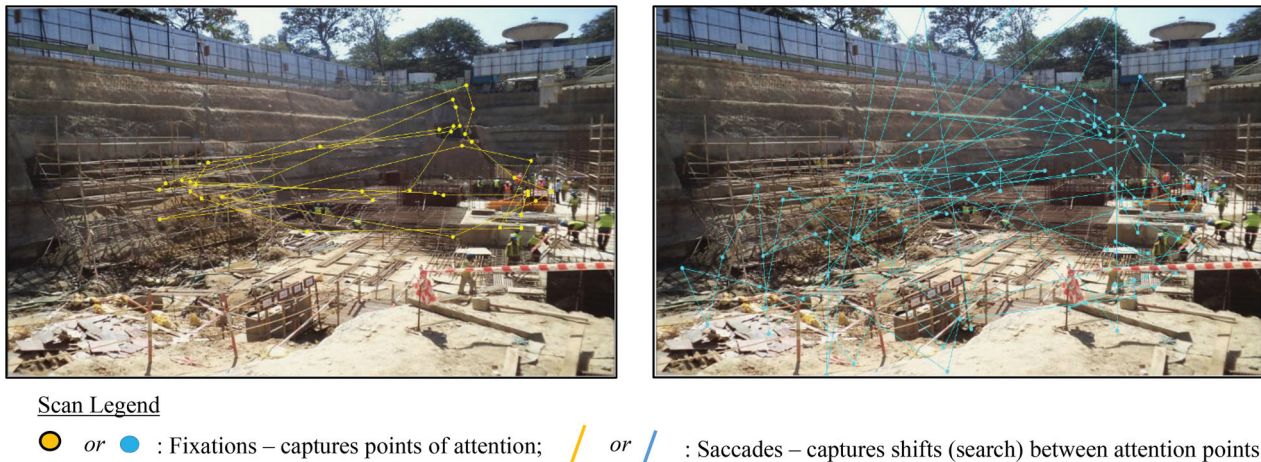 Scan Legend
or : Fixations – captures points of attention; or : Saccades – captures shifts (search) between attention points